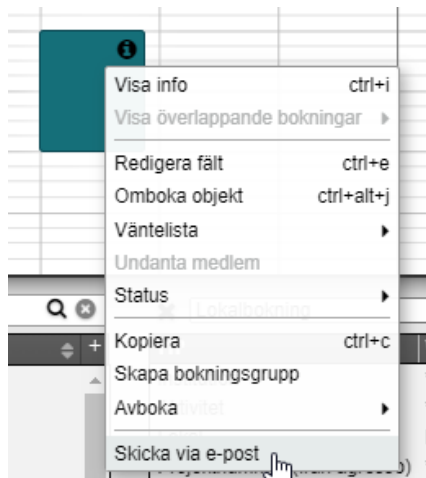 Visa info ctrl+i
Visa överlappande bokningar
Redigera fält ctrl+e
Omboka objekt ctrl+alt+j
Väntelista
Undanta medlem
Status
Lokalbokning
Kopiera ctrl+c
Skapa bokningsgrupp
Avboka
Skicka via e-post